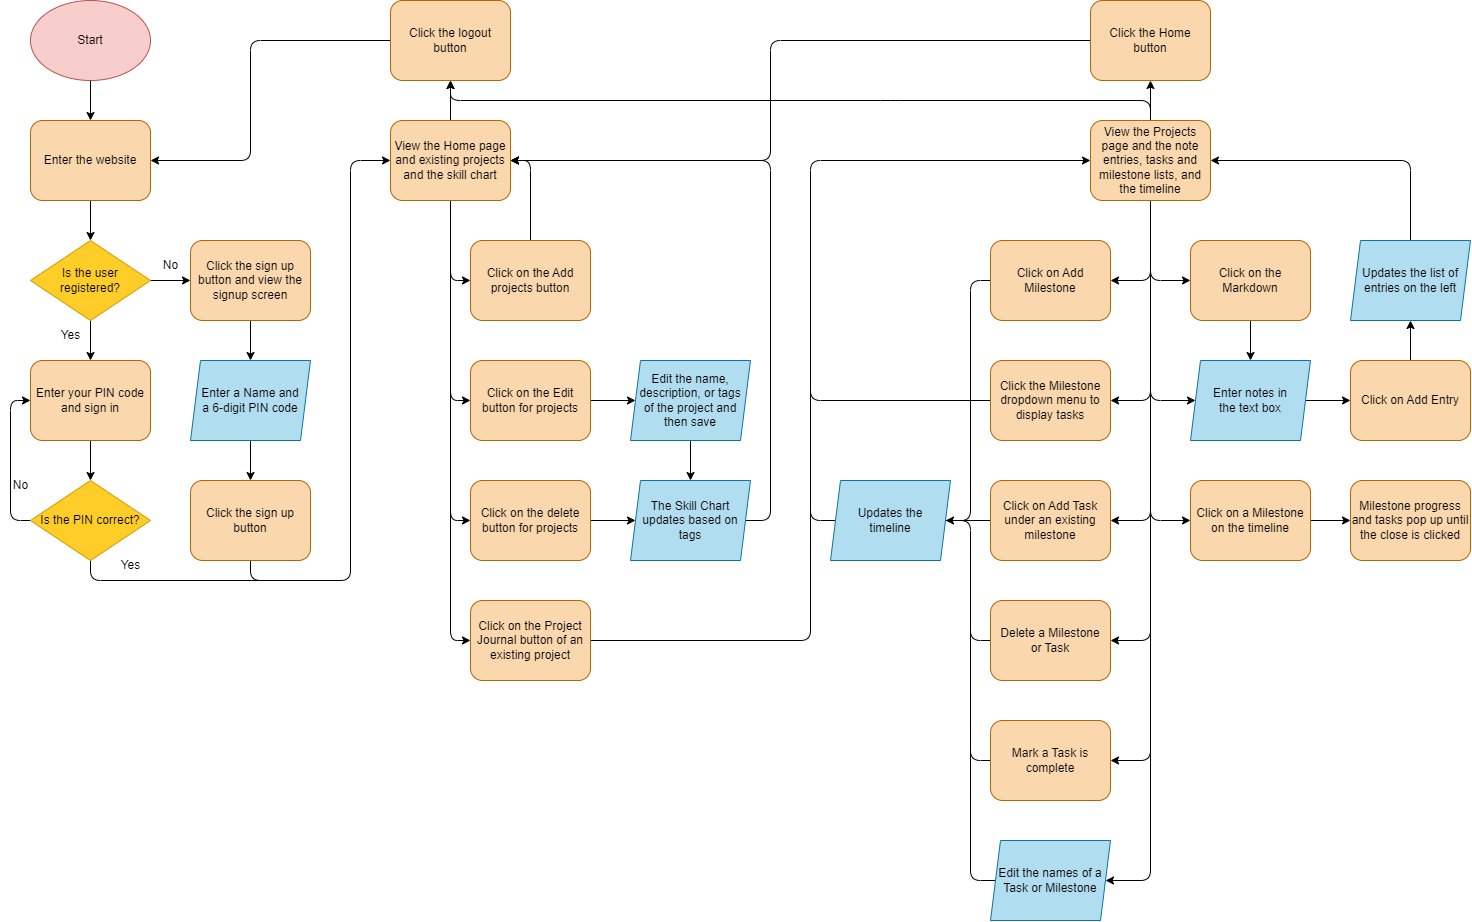 Start
Click the logout
button
Click the Home
button
Enter the website
View the Home page
and existing projects
and the skill chart
View the Projects
page and the note
entries, tasks and
milestone lists, and
the timeline
Is the user
registered?
No
Yes
Click the sign up
button and view the
signup screen
Click on the Add
projects button
Click on Add
Milestone
Click on the
Markdown
Updates the list of
entries on the left
Enter your PIN code
and sign in
Enter a Name and
a 6-digit PIN code
Click on the Edit
button for projects
Edit the name,
description, or tags
of the project and
then save
Click the Milestone
dropdown menu to
display tasks
Enter notes in
the text box
Click on Add Entry
No
Is the PIN correct?
Yes
Click the sign up
button
Click on the delete
button for projects
The Skill Chart
updates based on
tags
Updates the
timeline
Click on Add Task
under an existing
milestone
Click on a Milestone
on the timeline
Milestone progress
and tasks pop up until
the close is clicked
Click on the Project
Journal button of an
existing project
Delete a Milestone
or Task
Mark a Task is
complete
Edit the names of a
Task or Milestone